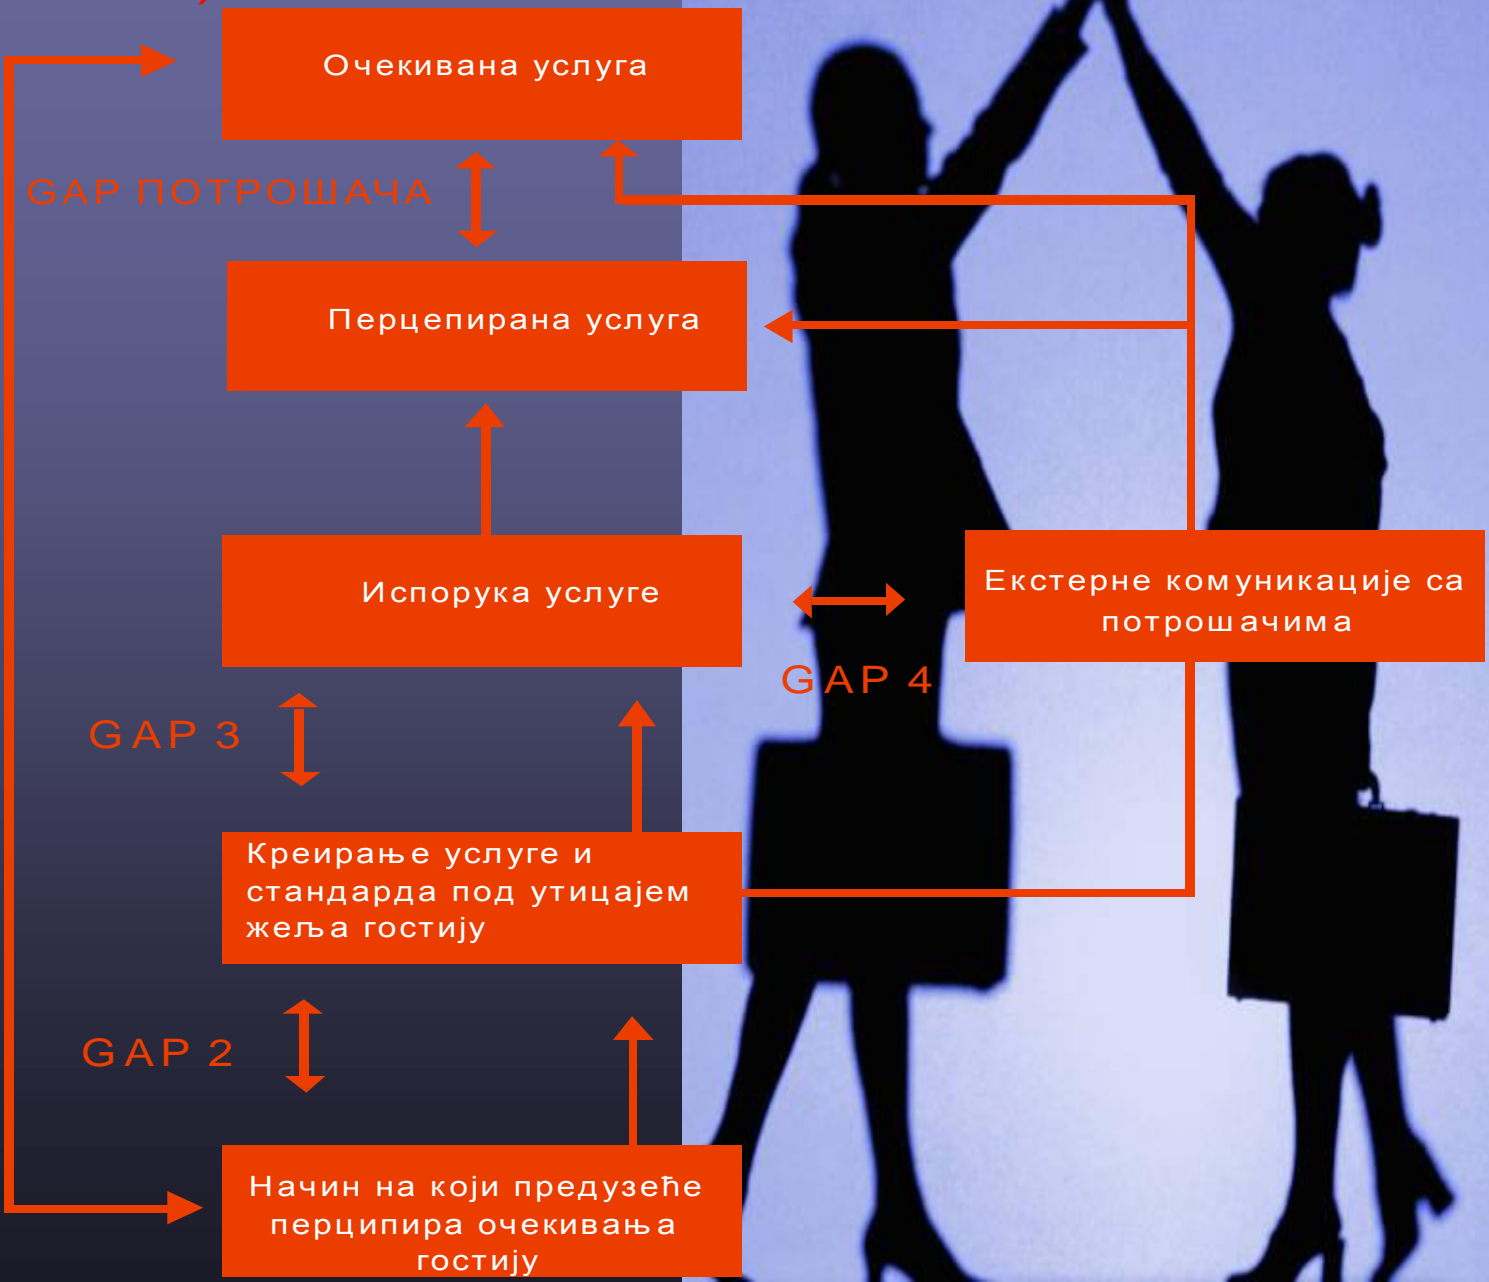 Очекивана услуга
GAP ПОТРОШАЧА
Перцепирана услуга
Испорука услуге
Екстерне комуникације са
потрошачима
GAP 4
GAP 3
Креирање услуге и
стандарда под утицајем
жеља гостију
GAP 2
Начин на који предузеће
перципира очекивања
гостију